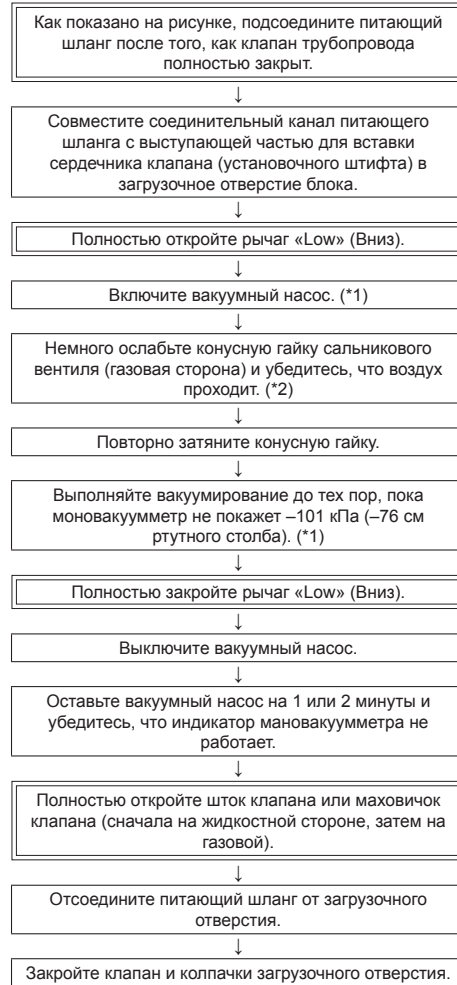 Как показано на рисунке, подсоедините питающий
шланг после того, как клапан трубопровода
полностью закрыт.
↓
Совместите соединительный канал питающего
шланга с выступающей частью для вставки
сердечника клапана (установочного штифта) в
загрузочное отверстие блока.
↓
Полностью откройте рычаг «Low» (Вниз).
↓
Включите вакуумный насос. (*1)
↓
Немного ослабьте конусную гайку сальникового
вентиля (газовая сторона) и убедитесь, что воздух
проходит. (*2)
↓
Повторно затяните конусную гайку.
↓
Выполняйте вакуумирование до тех пор, пока
моновакуумметр не покажет –101 кПа (–76 см
ртутного столба). (*1)
↓
Полностью закройте рычаг «Low» (Вниз).
↓
Выключите вакуумный насос.
↓
Оставьте вакуумный насос на 1 или 2 минуты и
убедитесь, что индикатор мановакуумметра не
работает.
↓
Полностью откройте шток клапана или маховичок
клапана (сначала на жидкостной стороне, затем на
газовой).
↓
Отсоедините питающий шланг от загрузочного
отверстия.
↓
Закройте клапан и колпачки загрузочного отверстия.